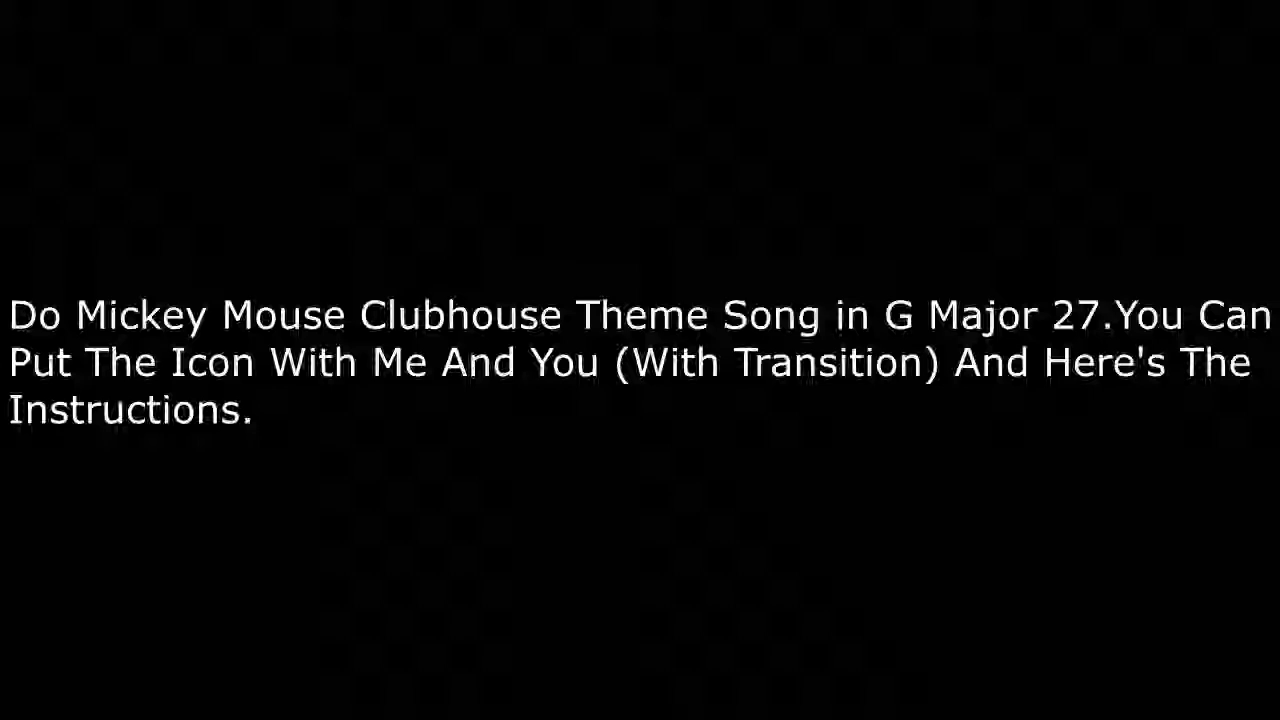 Do Mickey Mouse Clubhouse Theme Song in G Major 27.You Can
Put The Icon With Me And You (With Transition) And Here's The
Instructions.